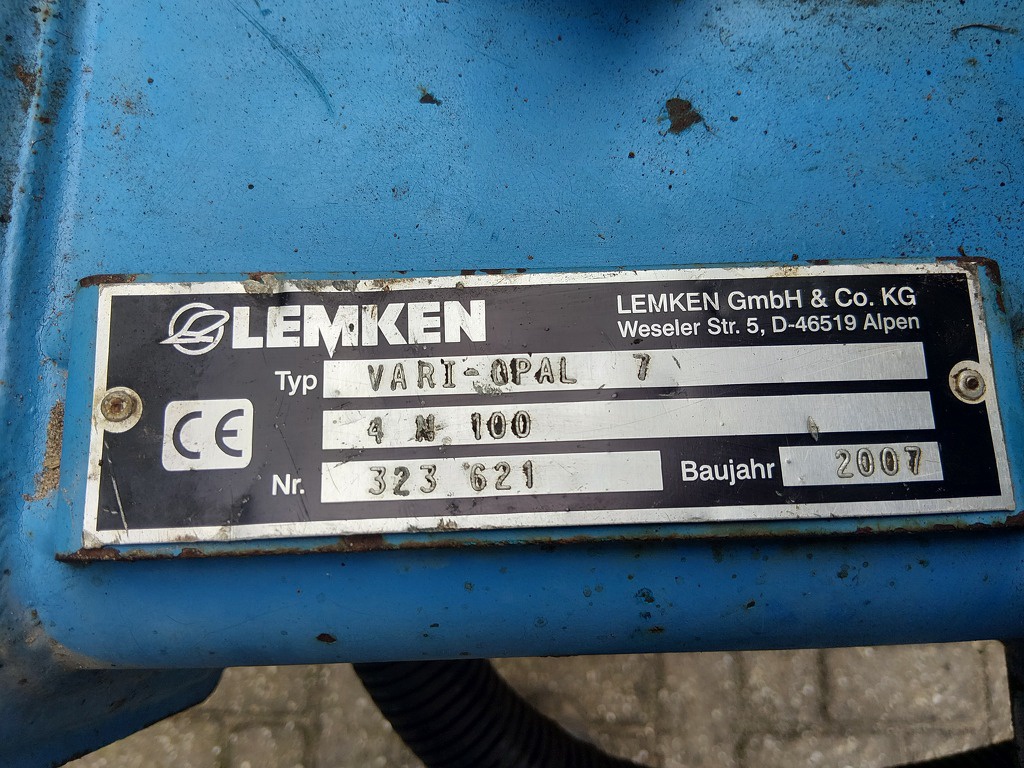 LEMKEN
LEMKEN GmbH & Co. KG
Weseler Str. 5, D-46519 Alpen
Typ VARI-OPAL 7
4 N 100
CE
Nr. 323 621 Baujahr 2007